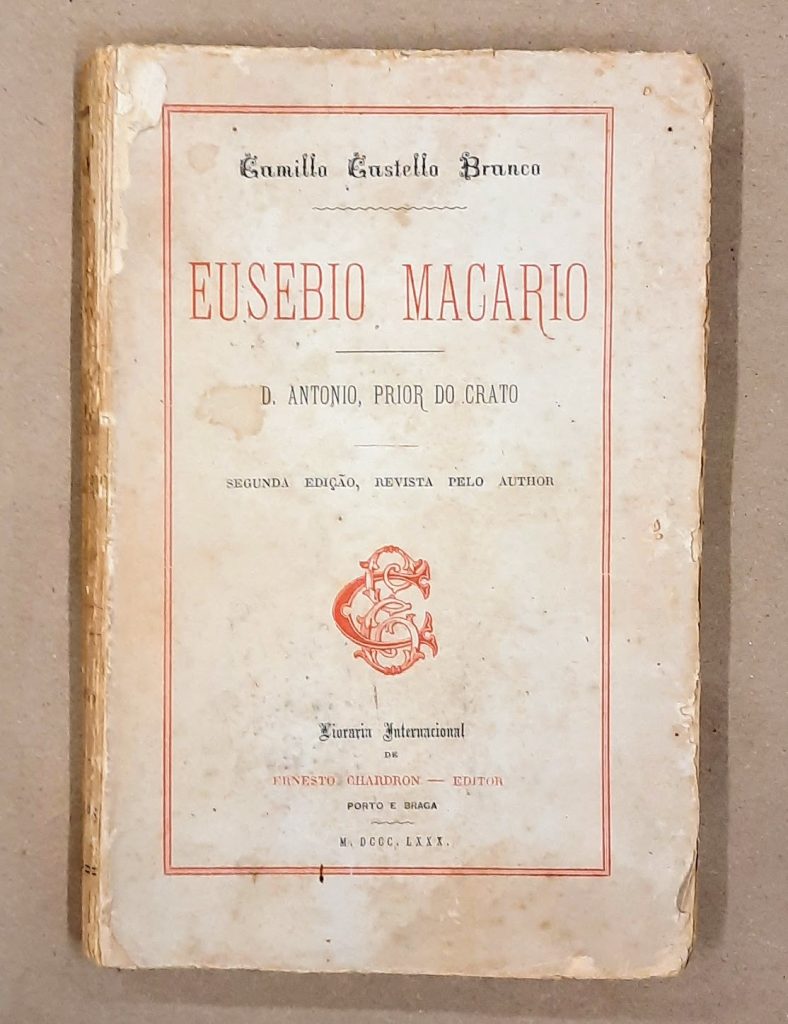 Camillo Castello Branco
EUSEBIO MACARIO
D. ANTONIO, PRIOR DO CRATO
SEGUNDA EDIÇÃO, REVISTA PELO AUTHOR
Livraria Internacional
DE
ERNESTO CHARDRON — EDITOR
PORTO E BRAGA
M. DCCC. LXXX.